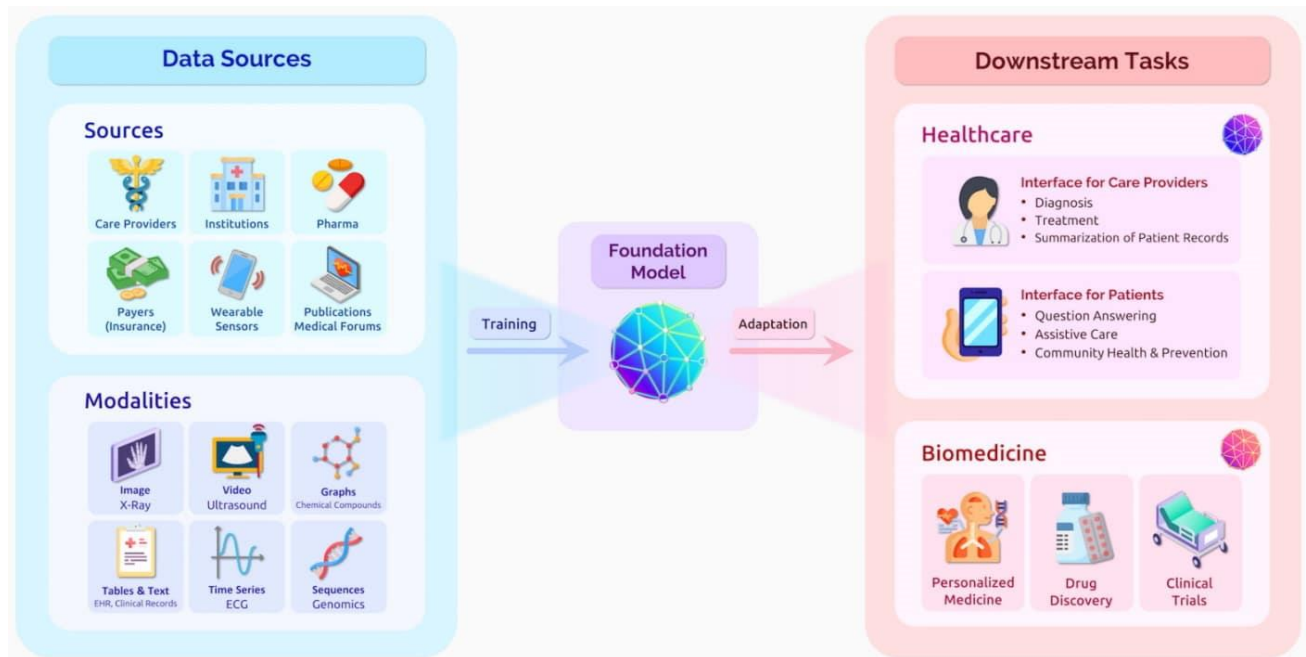 Data Sources
Sources
Care Providers
Institutions
Pharma
Payers
(Insurance)
Wearable
Sensors
Publications
Medical Forums
Modalities
Image
X-Ray
Video
Ultrasound
Graphs
Chemical Compounds
Tables & Text
EHR, Clinical Records
Time Series
ECG
Sequences
Genomics
Training
Foundation
Model
Adaptation
Downstream Tasks
Healthcare
Interface for Care Providers
• Diagnosis
• Treatment
• Summarization of Patient Records
Interface for Patients
• Question Answering
• Assistive Care
• Community Health & Prevention
Biomedicine
Personalized
Medicine
Drug
Discovery
Clinical
Trials